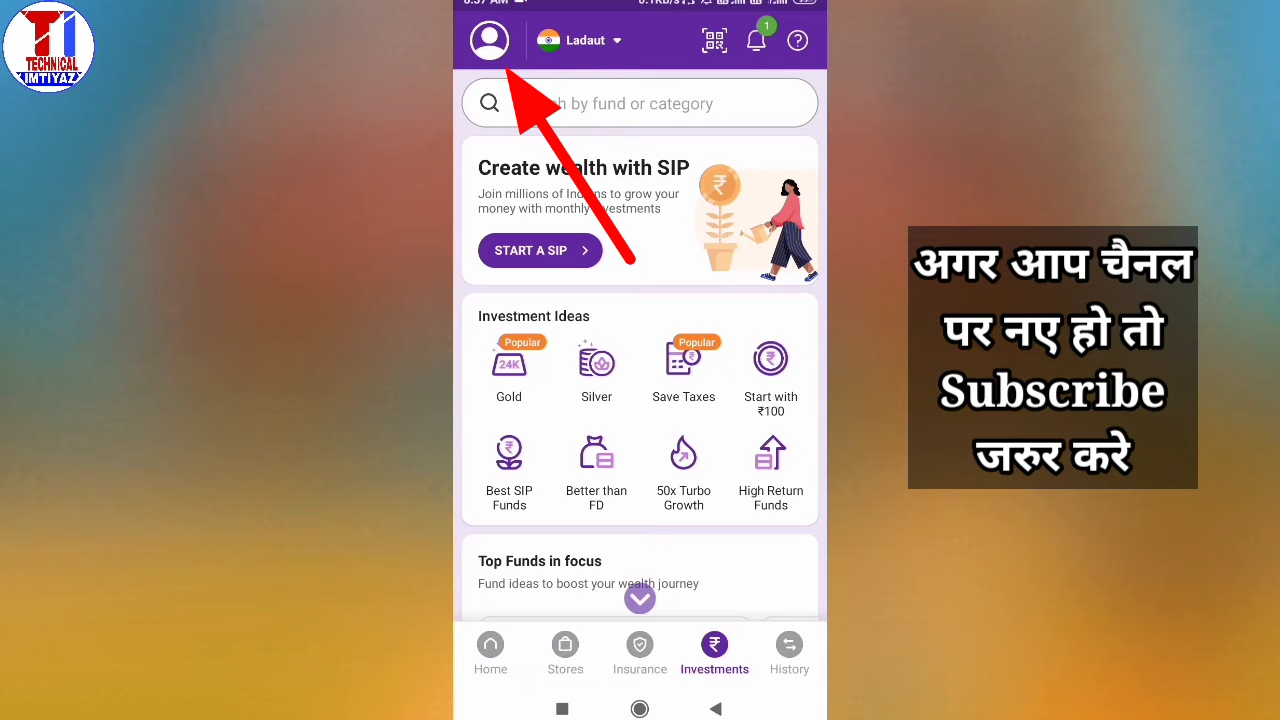 TI
TECHNICAL
IMTIYAZ
Ladaut
1
by fund or category
Create wealth with SIP
Join millions of Indians to grow your
money with monthly investments
START A SIP
Investment Ideas
Popular
Popular
24K
Gold
Silver
Save Taxes
Start with
₹100
Best SIP
Funds
Better than
FD
50x Turbo
Growth
High Return
Funds
Top Funds in focus
Fund ideas to boost your wealth journey
Home
Stores
Insurance
Investments
History
अगर आप चैनल
पर नए हो तो
Subscribe
जरुर करे